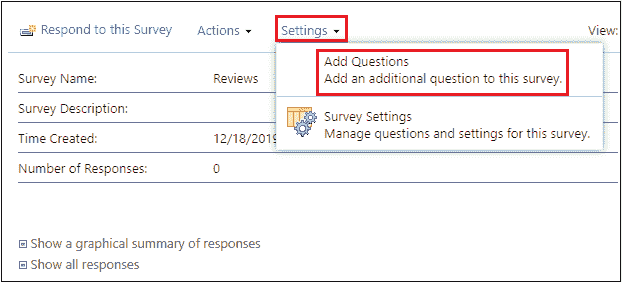 Respond to this Survey Actions Settings View:
Add Questions
Add an additional question to this survey.
Survey Name: Reviews
Survey Description:
Survey Settings
Manage questions and settings for this survey.
Time Created: 12/18/2019
Number of Responses: 0
Show a graphical summary of responses
Show all responses